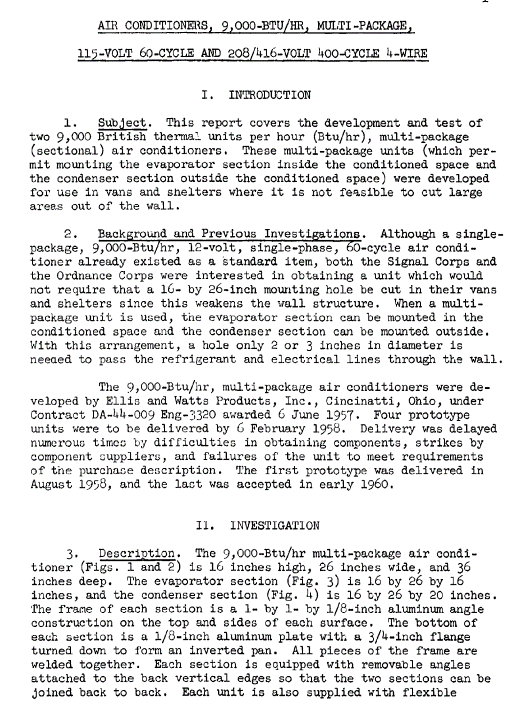 AIR CONDITIONERS, 9,000-BTU/HR, MULTI-PACKAGE,
115-VOLT 60-CYCLE AND 208/416-VOLT 400-CYCLE 4-WIRE
I. INTRODUCTION
1. Subject. This report covers the development and test of
two 9,000 British thermal units per hour (Btu/hr), multi-package
(sectional) air conditioners. These multi-package units (which per-
mit mounting the evaporator section inside the conditioned space and
the condenser section outside the conditioned space) were developed
for use in vans and shelters where it is not feasible to cut large
areas out of the wall.
2. Background and Previous Investigations. Although a single-
package, 9,000-Btu/hr, 12-volt, single-phase, 60-cycle air condi-
tioner already existed as a standard item, both the Signal Corps and
the Ordnance Corps were interested in obtaining a unit which would
not require that a 16- by 26-inch mounting hole be cut in their vans
and shelters since this weakens the wall structure. When a multi-
package unit is used, the evaporator section can be mounted in the
conditioned space and the condenser section can be mounted outside.
With this arrangement, a hole only 2 or 3 inches in diameter is
needed to pass the refrigerant and electrical lines through the wall.
The 9,000-Btu/hr, multi-package air conditioners were de-
veloped by Ellis and Watts Products, Inc., Cincinatti, Ohio, under
Contract DA-44-009 Eng-3320 awarded 6 June 1957. Four prototype
units were to be delivered by 6 February 1958. Delivery was delayed
numerous times by difficulties in obtaining components, strikes by
component suppliers, and failures of the unit to meet requirements
of the purchase description. The first prototype was delivered in
August 1958, and the last was accepted in early 1960.
II. INVESTIGATION
3. Description. The 9,000-Btu/hr multi-package air condi-
tioner (Figs. 1 and 2) is 16 inches high, 26 inches wide, and 36
inches deep. The evaporator section (Fig. 3) is 16 by 26 by 16
inches, and the condenser section (Fig. 4) is 16 by 26 by 20 inches.
The frame of each section is a 1- by 1- by 1/8-inch aluminum angle
construction on the top and sides of each surface. The bottom of
each section is a 1/8-inch aluminum plate with a 3/4-inch flange
turned down to form an inverted pan. All pieces of the frame are
welded together. Each section is equipped with removable angles
attached to the back vertical edges so that the two sections can be
joined back to back. Each unit is also supplied with flexible